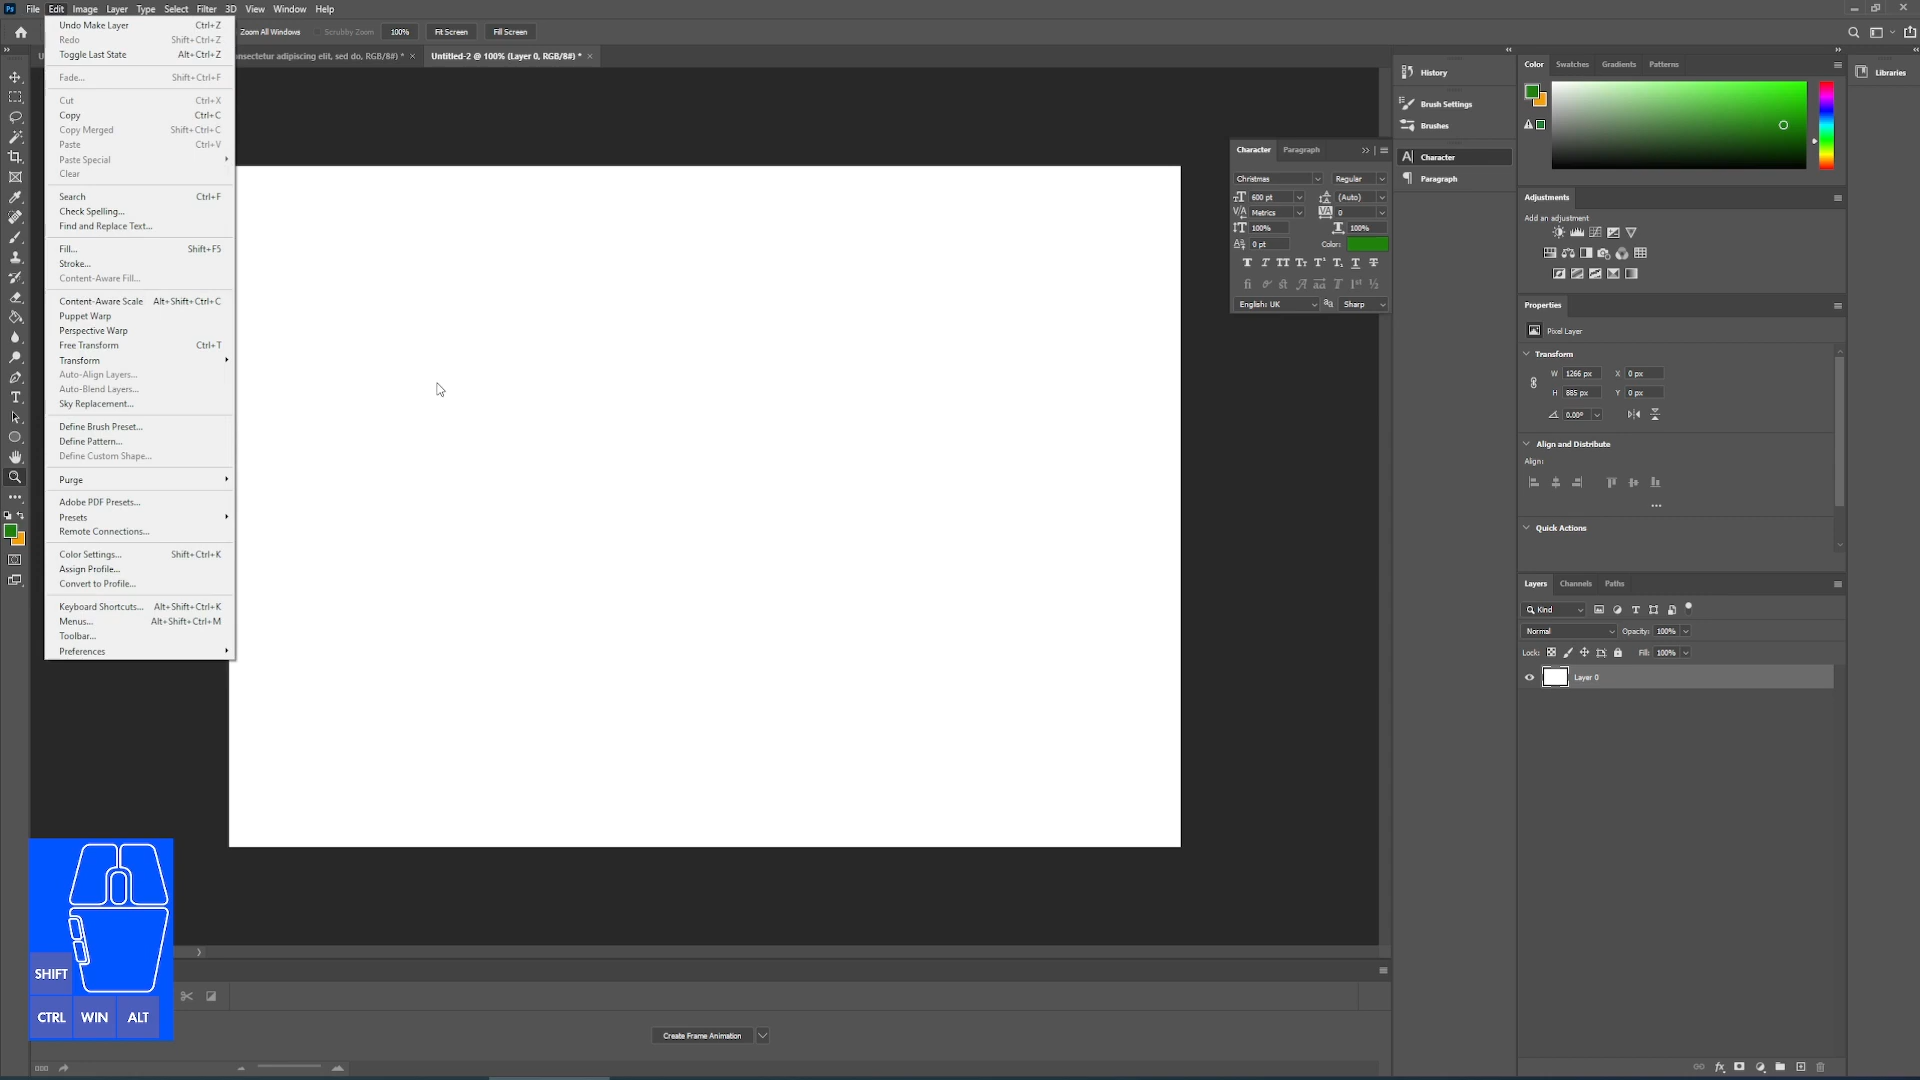 Ps File Edit Image Layer Type Select Filter 3D View Window Help
Zoom All Windows Scrubby Zoom 100% Fit Screen Fill Screen
nsectetur adipiscing elit, sed do, RGB/8#) * × Untitled-2 @ 100% (Layer 0, RGB/8#) * ×
Undo Make Layer Ctrl+Z
Redo Shift+Ctrl+Z
Toggle Last State Alt+Ctrl+Z
Fade... Shift+Ctrl+F
Cut Ctrl+X
Copy Ctrl+C
Copy Merged Shift+Ctrl+C
Paste Ctrl+V
Paste Special
Clear
Search Ctrl+F
Check Spelling...
Find and Replace Text...
Fill... Shift+F5
Stroke...
Content-Aware Fill...
Content-Aware Scale Alt+Shift+Ctrl+C
Puppet Warp
Perspective Warp
Free Transform Ctrl+T
Transform
Auto-Align Layers...
Auto-Blend Layers...
Sky Replacement...
Define Brush Preset...
Define Pattern...
Define Custom Shape...
Purge
Adobe PDF Presets...
Presets
Remote Connections...
Color Settings... Shift+Ctrl+K
Assign Profile...
Convert to Profile...
Keyboard Shortcuts... Alt+Shift+Ctrl+K
Menus... Alt+Shift+Ctrl+M
Toolbar...
Preferences
SHIFT
CTRL WIN ALT
Create Frame Animation
Character Paragraph
Christmas Regular
600 pt (Auto)
Metrics 0
100% 100%
0 pt Color:
English: UK Sharp
History
Brush Settings
Brushes
Character
Paragraph
Color Swatches Gradients Patterns
Libraries
Adjustments
Add an adjustment
Properties
Pixel Layer
Transform
W 1266 px X 0 px
H 885 px Y 0 px
0.00°
Align and Distribute
Align:
Quick Actions
Layers Channels Paths
Kind
Normal Opacity: 100%
Lock: Fill: 100%
Layer 0